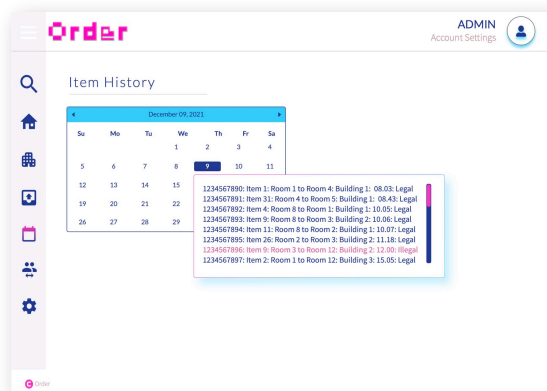 Order
ADMIN
Account Settings
Item History
December 09, 2021
Su Mo Tu We Th Fr Sa
1 2 3 4
5 6 7 8 9 10 11
12 13 14 15
19 20 21 22
26 27 28 29
1234567890: Item 1: Room 1 to Room 4: Building 1: 08.03: Legal
1234567891: Item 31: Room 4 to Room 5: Building 1: 08.43: Legal
1234567892: Item 4: Room 8 to Room 1: Building 1: 10.05: Legal
1234567893: Item 9: Room 8 to Room 3: Building 2: 10.06: Legal
1234567894: Item 11: Room 8 to Room 2: Building 1: 10.07: Legal
1234567895: Item 26: Room 2 to Room 3: Building 2: 11.18: Legal
1234567896: Item 9: Room 3 to Room 12: Building 2: 12.00: Illegal
1234567897: Item 2: Room 1 to Room 12: Building 3: 15.05: Legal
C Order